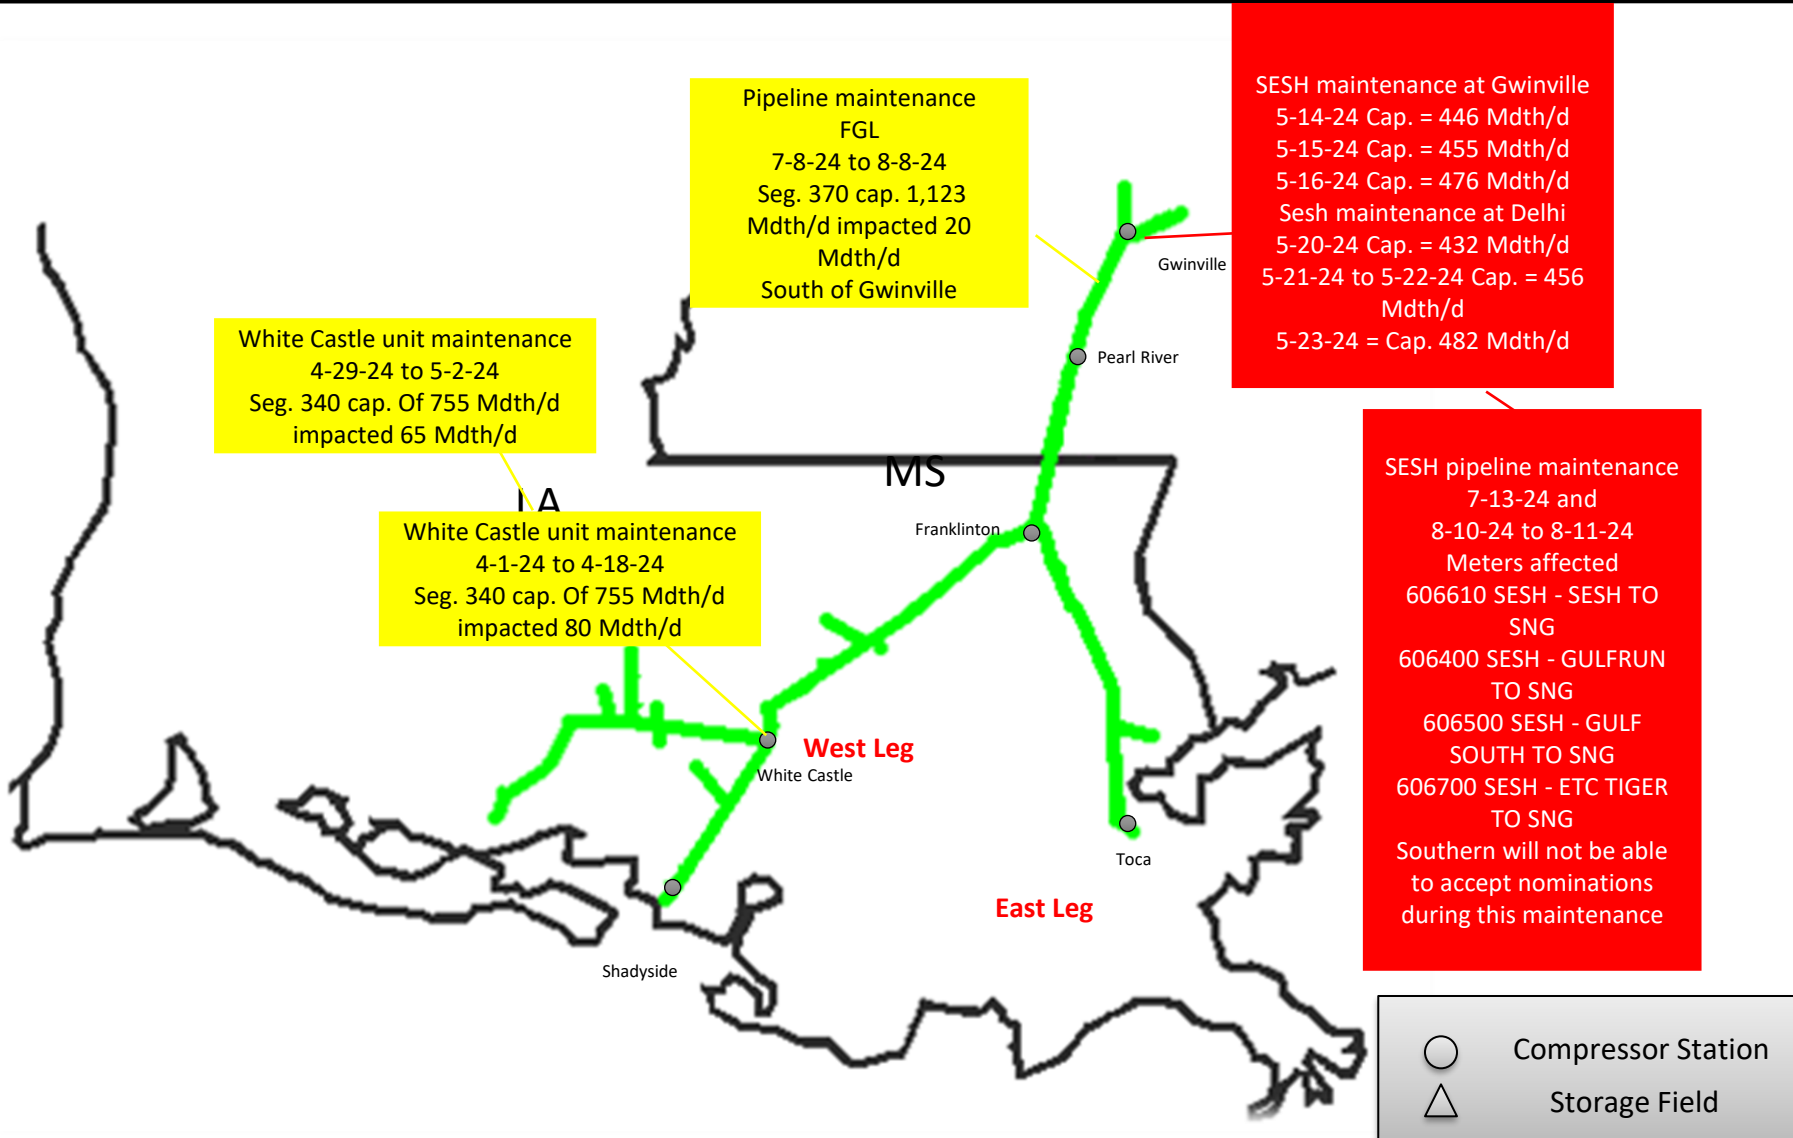 SESH maintenance at Gwinville
5-14-24 Cap. = 446 Mdth/d
5-15-24 Cap. = 455 Mdth/d
5-16-24 Cap. = 476 Mdth/d
Sesh maintenance at Delhi
5-20-24 Cap. = 432 Mdth/d
5-21-24 to 5-22-24 Cap. = 456
Mdth/d
5-23-24 = Cap. 482 Mdth/d
Pipeline maintenance
FGL
7-8-24 to 8-8-24
Seg. 370 cap. 1,123
Mdth/d impacted 20
Mdth/d
South of Gwinville
Gwinville
Pearl River
White Castle unit maintenance
4-29-24 to 5-2-24
Seg. 340 cap. Of 755 Mdth/d
impacted 65 Mdth/d
MS
LA
White Castle unit maintenance
4-1-24 to 4-18-24
Seg. 340 cap. Of 755 Mdth/d
impacted 80 Mdth/d
Franklinton
SESH pipeline maintenance
7-13-24 and
8-10-24 to 8-11-24
Meters affected
606610 SESH - SESH TO
SNG
606400 SESH - GULFRUN
TO SNG
606500 SESH - GULF
SOUTH TO SNG
606700 SESH - ETC TIGER
TO SNG
Southern will not be able
to accept nominations
during this maintenance
West Leg
White Castle
Toca
East Leg
Shadyside
Compressor Station
Storage Field